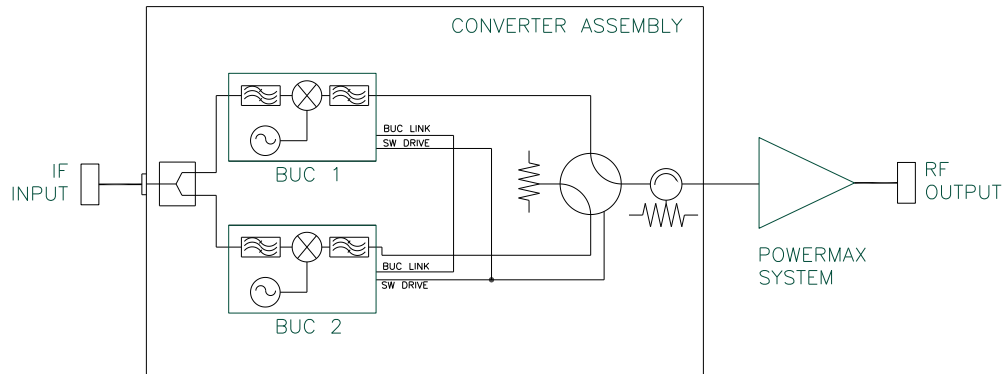 CONVERTER ASSEMBLY
IF
INPUT
BUC LINK
SW DRIVE
BUC 1
BUC LINK
SW DRIVE
BUC 2
RF
OUTPUT
POWERMAX
SYSTEM